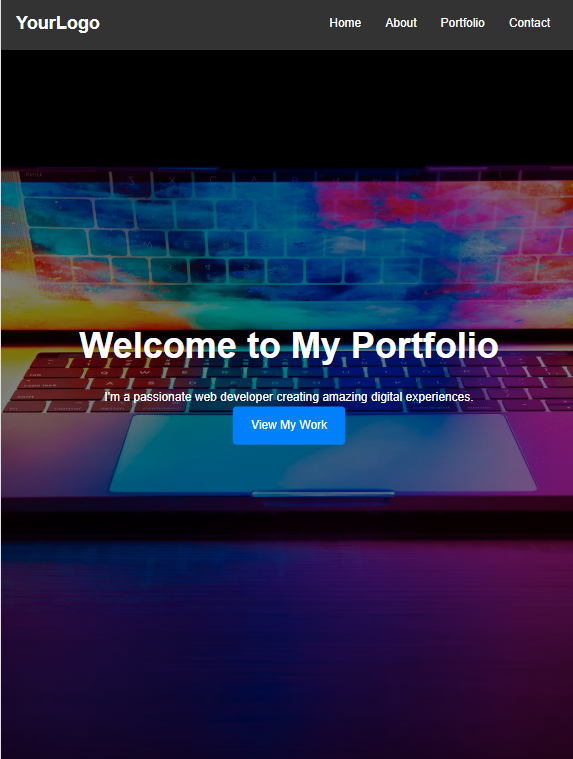 YourLogo
Home About Portfolio Contact
Welcome to My Portfolio
I'm a passionate web developer creating amazing digital experiences.
View My Work